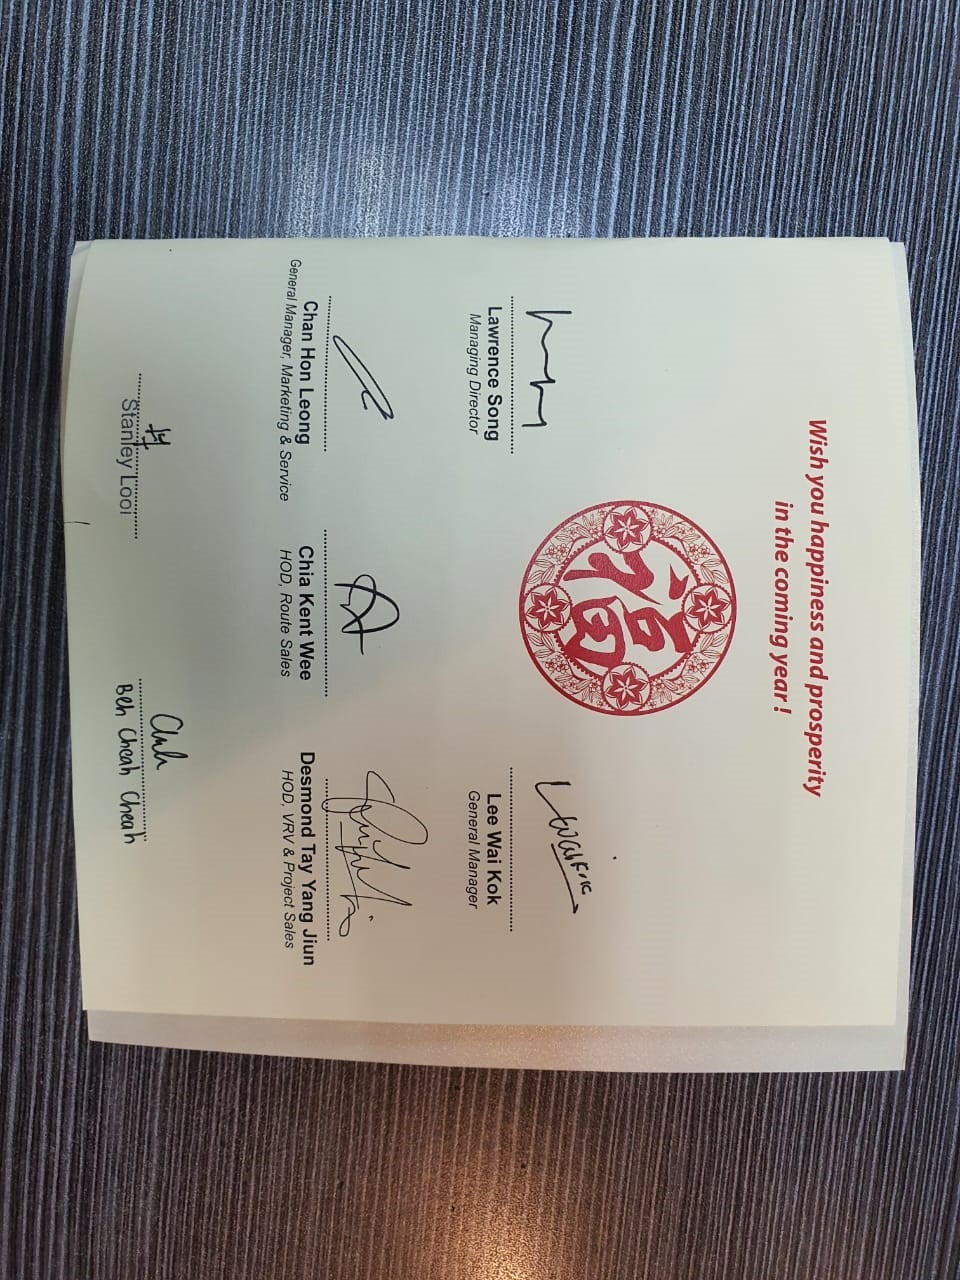 Wish you happiness and prosperity
in the coming year !
福
Lawrence Song
Managing Director
Lee Wai Kok
General Manager
Chan Hon Leong
General Manager, Marketing & Service
Chia Kent Wee
HOD, Route Sales
Desmond Tay Yang Jiun
HOD, VRV & Project Sales
Stanley Looi
Beh Cheah Cheah